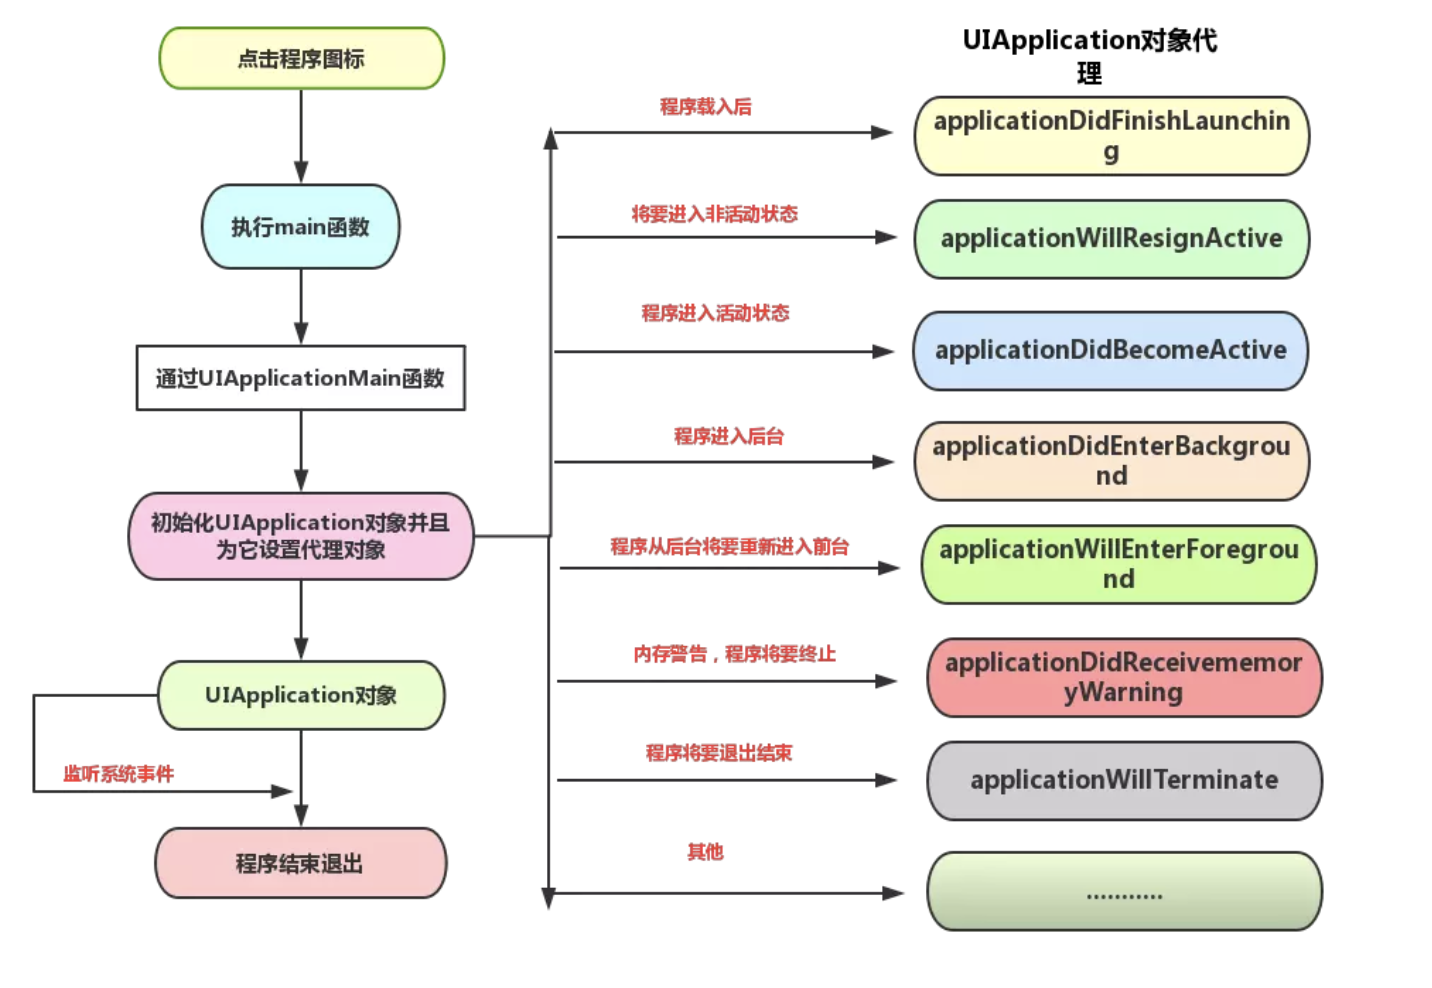 点击程序图标
执行main函数
通过UIApplicationMain函数
初始化UIApplication对象并且
为它设置代理对象
UIApplication对象
监听系统事件
程序结束退出
UIApplication对象代
理
程序载入后
applicationDidFinishLaunchin
g
将要进入非活动状态
applicationWillResignActive
程序进入活动状态
applicationDidBecomeActive
程序进入后台
applicationDidEnterBackgrou
nd
程序从后台将要重新进入前台
applicationWillEnterForegrou
nd
内存警告，程序将要终止
applicationDidReceivememor
yWarning
程序将要退出结束
applicationWillTerminate
其他
...........